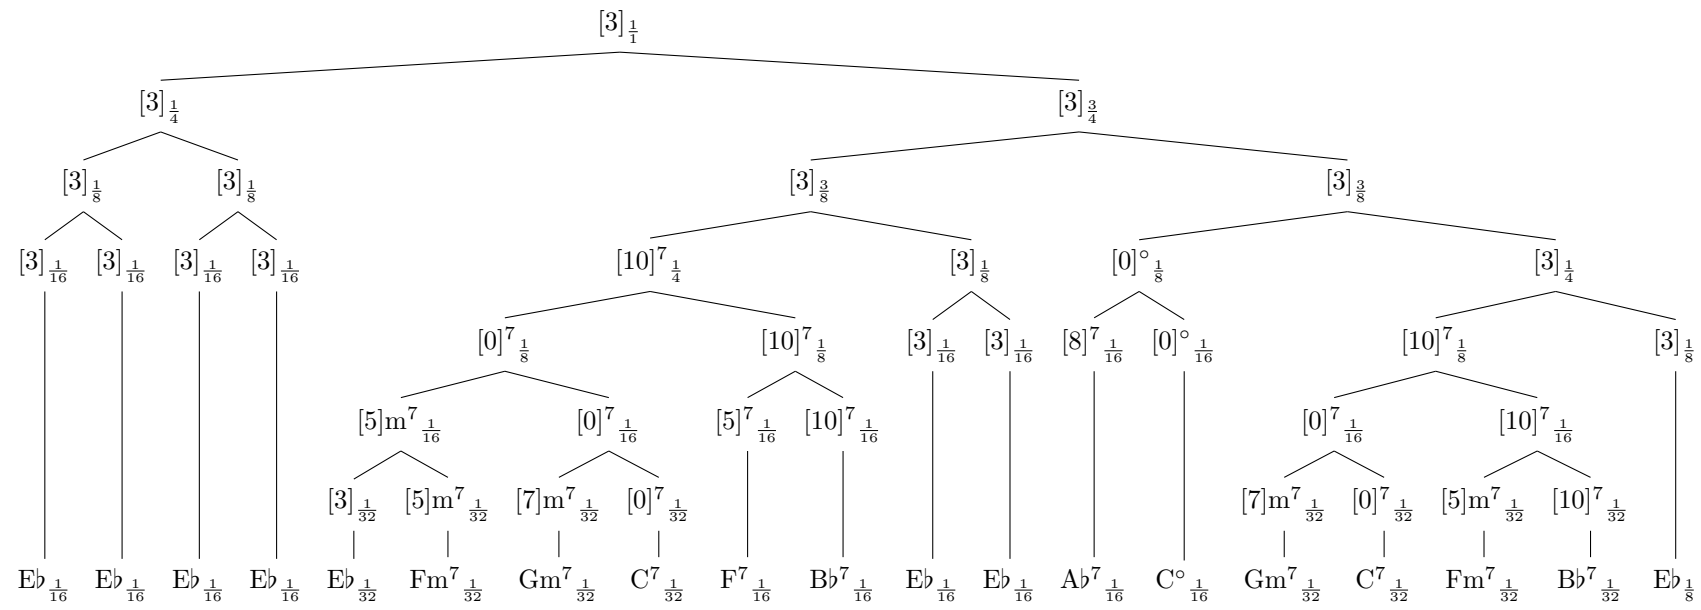 [3]1/1
[3]1/4 [3]3/4
[3]1/8 [3]1/8 [3]3/8 [3]3/8
[3]1/16 [3]1/16 [3]1/16 [3]1/16 [10]⁷1/4 [3]1/8 [0]°1/8 [3]1/4
[0]⁷1/8 [10]⁷1/8 [3]1/16 [3]1/16 [8]⁷1/16 [0]°1/16 [10]⁷1/8 [3]1/8
[5]m⁷1/16 [0]⁷1/16 [5]⁷1/16 [10]⁷1/16 [0]⁷1/16 [10]⁷1/16
[3]1/32 [5]m⁷1/32 [7]m⁷1/32 [0]⁷1/32 [7]m⁷1/32 [0]⁷1/32 [5]m⁷1/32 [10]⁷1/32
E♭1/16 E♭1/16 E♭1/16 E♭1/16 E♭1/32 Fm⁷1/32 Gm⁷1/32 C⁷1/32 F⁷1/16 B♭⁷1/16 E♭1/16 E♭1/16 A♭⁷1/16 C°1/16 Gm⁷1/32 C⁷1/32 Fm⁷1/32 B♭⁷1/32 E♭1/8